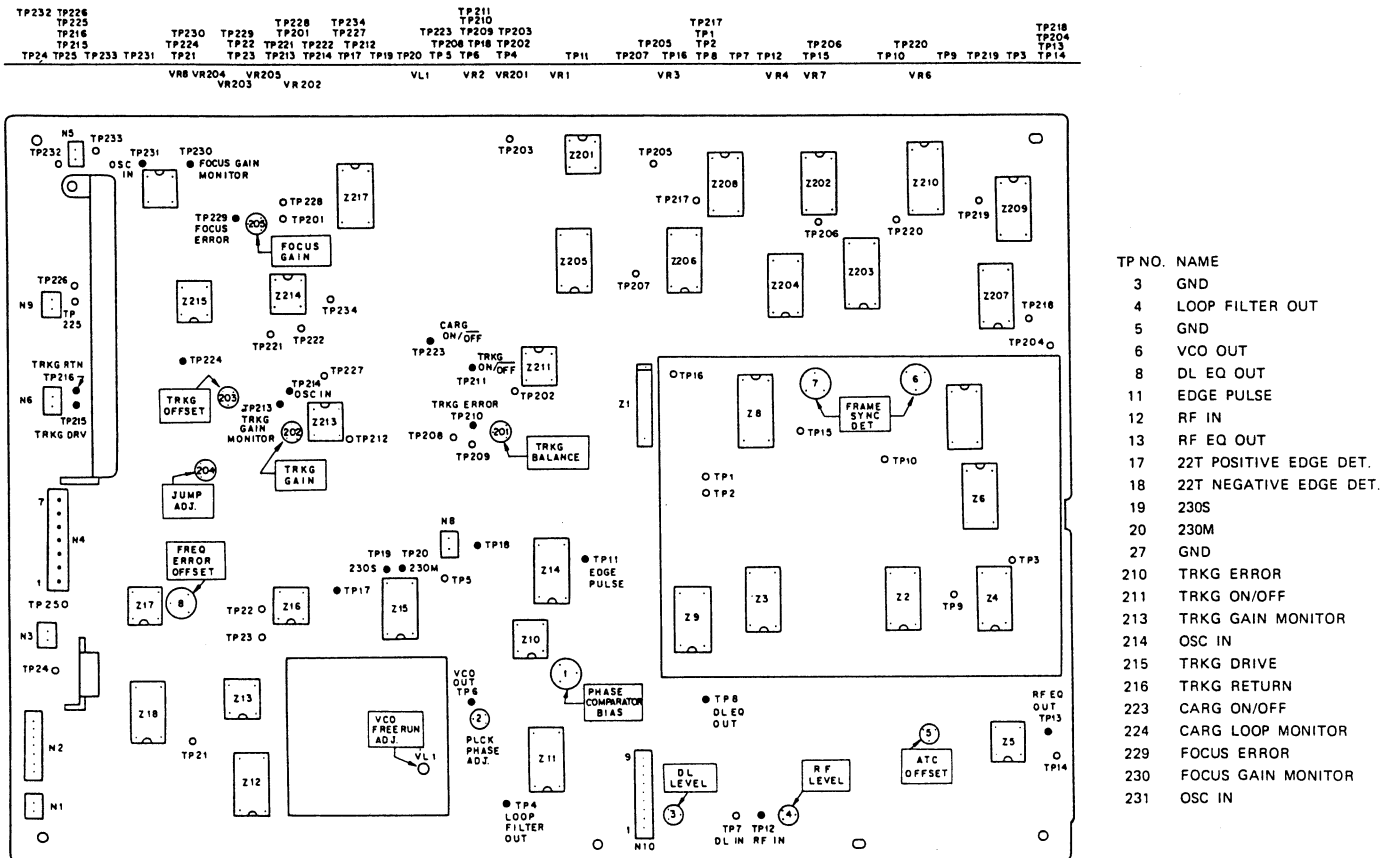 TP232 TP226
TP225
TP216
TP215
TP24 TP25 TP233 TP231
TP230
TP224
TP21
TP229
TP22
TP23
TP228
TP201
TP221
TP213
TP222
TP214
TP234
TP227
TP212
TP17 TP19 TP20
TP223
TP208
TP5
TP211
TP210
TP209 TP18
TP6
TP203
TP202
TP4
TP11
TP205
TP207 TP16
TP217
TP1
TP2
TP8
TP7 TP12
TP206
TP15
TP220
TP10 TP9 TP219 TP3
TP218
TP204
TP13
TP14
VR8 VR204 VR205 VL1 VR2 VR201 VR1 VR3 VR4 VR7 VR6
VR203 VR202
N5
TP233
TP232
OSC IN
TP231
TP230
FOCUS GAIN
MONITOR
Z217
TP203
Z201
TP205
TP217
Z208
Z202
Z210
TP228
TP201
TP229
FOCUS
ERROR
205
FOCUS
GAIN
TP206
TP220
TP219
Z209
Z205
Z206
TP207
Z204
Z203
Z207
TP218
TP204
TP226
N9
TP
225
Z215
Z214
TP234
TP221
TP222
CARG
ON/OFF
TP223
TRKG
ON/OFF
TP211
Z211
TP202
TRKG RTN
TP216
N6
TP215
TRKG DRV
TP224
TRKG
OFFSET
203
TP227
TP214
OSC IN
TP213
TRKG
GAIN
MONITOR
202
Z213
TP212
TRKG ERROR
TP210
TP208
TP209
201
TRKG
BALANCE
TRKG
GAIN
Z1
TP16
Z8
7
6
FRAME
SYNC
DET
TP15
TP10
TP1
TP2
Z6
TP3
204
JUMP
ADJ.
7
N4
1
TP250
FREQ
ERROR
OFFSET
8
Z17
TP22
TP23
Z16
TP17
TP19
230S
TP20
230M
Z15
N8
TP18
TP5
Z14
TP11
EDGE
PULSE
Z10
Z9
Z3
Z2
TP9
Z4
N3
TP24
Z18
TP21
Z13
Z12
N2
N1
VCO
FREERUN
ADJ.
VL1
VCO
OUT
TP6
2
PLCK
PHASE
ADJ.
1
PHASE
COMPARATOR
BIAS
Z11
TP4
LOOP
FILTER
OUT
TP8
DL EQ
OUT
9
1
N10
DL
LEVEL
3
TP7
DL IN
TP12
RF IN
RF
LEVEL
4
5
ATC
OFFSET
Z5
RF EQ
OUT
TP13
TP14
TP NO. NAME
3 GND
4 LOOP FILTER OUT
5 GND
6 VCO OUT
8 DL EQ OUT
11 EDGE PULSE
12 RF IN
13 RF EQ OUT
17 22T POSITIVE EDGE DET.
18 22T NEGATIVE EDGE DET.
19 230S
20 230M
27 GND
210 TRKG ERROR
211 TRKG ON/OFF
213 TRKG GAIN MONITOR
214 OSC IN
215 TRKG DRIVE
216 TRKG RETURN
223 CARG ON/OFF
224 CARG LOOP MONITOR
229 FOCUS ERROR
230 FOCUS GAIN MONITOR
231 OSC IN